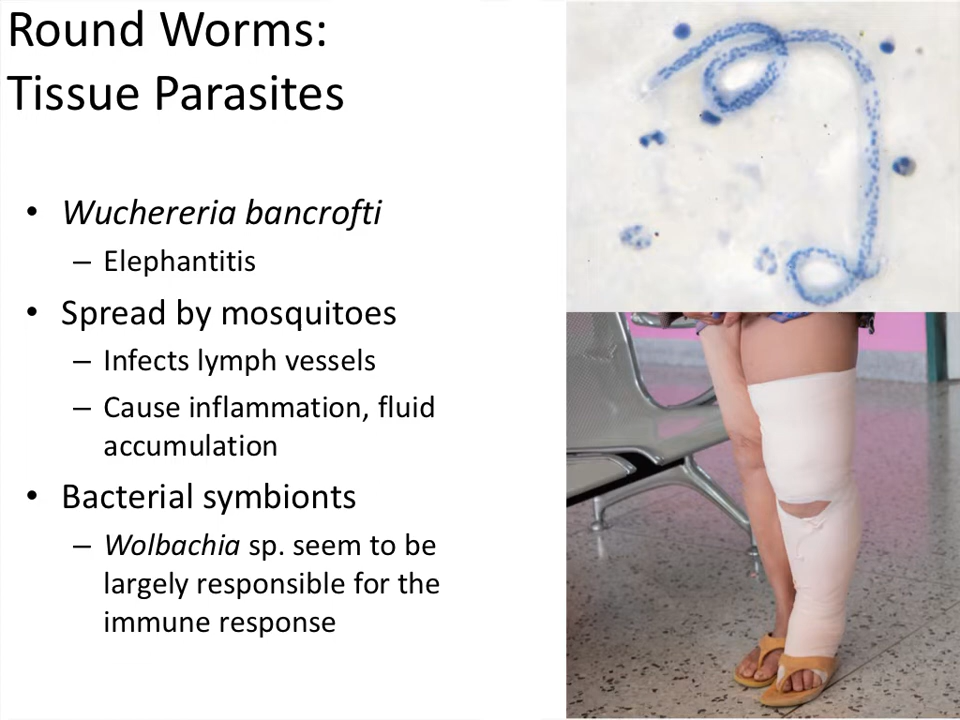 Round Worms:
Tissue Parasites
• Wuchereria bancrofti
– Elephantitis
• Spread by mosquitoes
– Infects lymph vessels
– Cause inflammation, fluid
accumulation
• Bacterial symbionts
– Wolbachia sp. seem to be
largely responsible for the
immune response